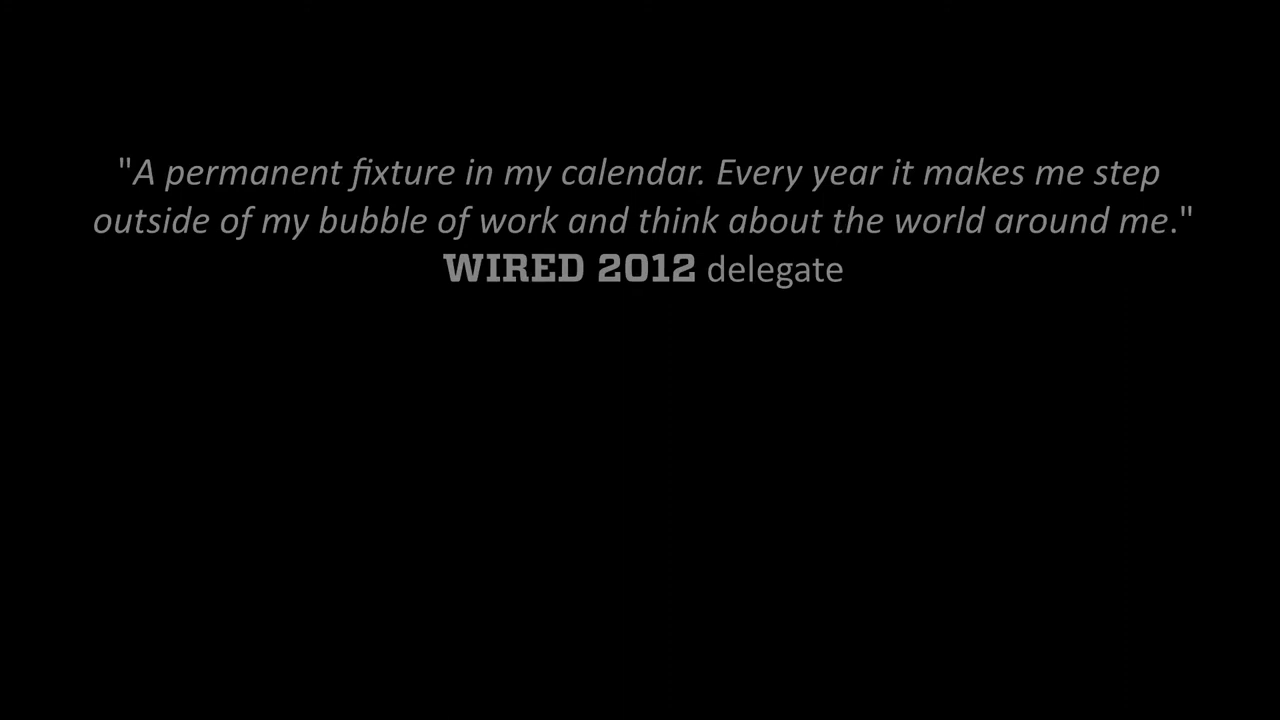 "A permanent fixture in my calendar. Every year it makes me step
outside of my bubble of work and think about the world around me."
WIRED 2012 delegate